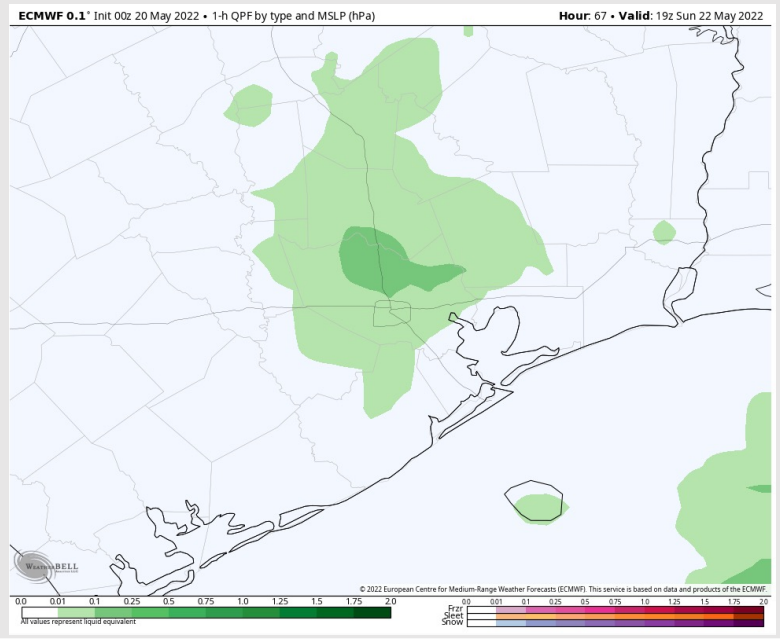 ECMWF 0.1° Init 00z 20 May 2022 • 1-h QPF by type and MSLP (hPa)
Hour: 67 • Valid: 19z Sun 22 May 2022
WEATHERBELL
© 2022 European Centre for Medium-Range Weather Forecasts (ECMWF). This service is based on data and products of the ECMWF.
0.0 0.01 0.1 0.25 0.5 0.75 1.0 1.25 1.5 1.75 2.0
All values represent liquid equivalent
0.0 0.01 0.1 0.25 0.5 0.75 1.0 1.25 1.5 1.75 2.0
Frzr
Sleet
Snow